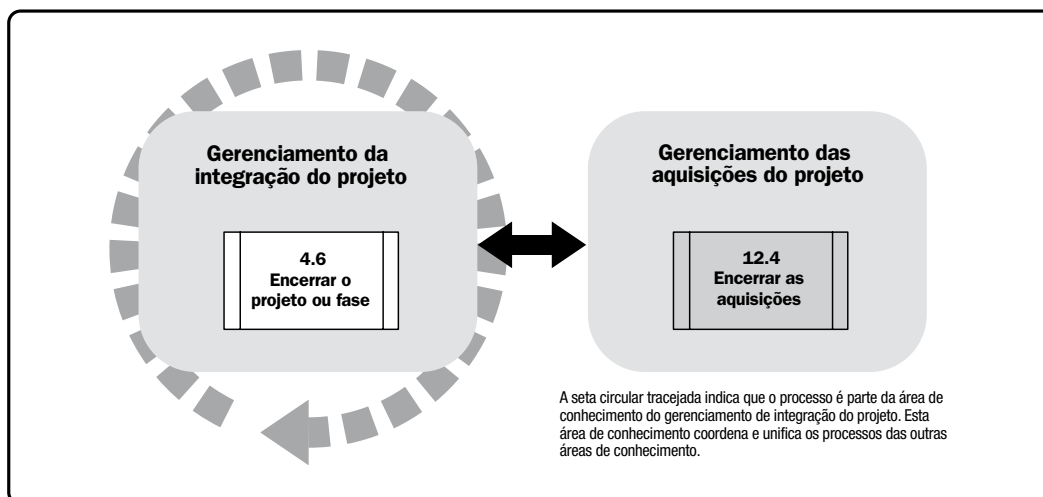 Gerenciamento da
integração do projeto
4.6
Encerrar o
projeto ou fase
Gerenciamento das
aquisições do projeto
12.4
Encerrar as
aquisições
A seta circular tracejada indica que o processo é parte da área de
conhecimento do gerenciamento de integração do projeto. Esta
área de conhecimento coordena e unifica os processos das outras
áreas de conhecimento.